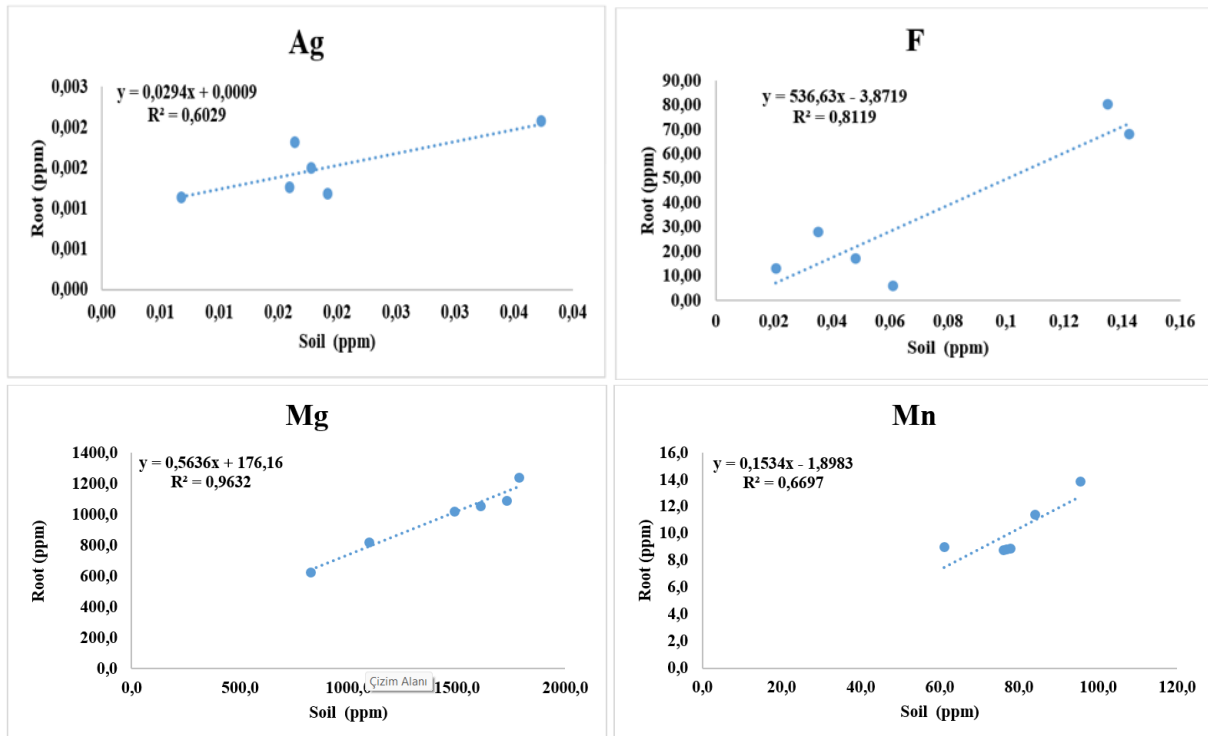 Ag
y = 0,0294x + 0,0009
R² = 0,6029
0,003
0,002
0,002
0,001
0,001
0,000
Root (ppm)
0,00 0,01 0,01 0,02 0,02 0,03 0,03 0,04 0,04
Soil (ppm)
F
y = 536,63x - 3,8719
R² = 0,8119
90,00
80,00
70,00
60,00
50,00
40,00
30,00
20,00
10,00
0,00
Root (ppm)
0 0,02 0,04 0,06 0,08 0,1 0,12 0,14 0,16
Soil (ppm)
Mg
y = 0,5636x + 176,16
R² = 0,9632
1400,0
1200,0
1000,0
800,0
600,0
400,0
200,0
0,0
Root (ppm)
0,0 500,0 1000,0 1500,0 2000,0
Çizim Alanı
Soil (ppm)
Mn
y = 0,1534x - 1,8983
R² = 0,6697
16,0
14,0
12,0
10,0
8,0
6,0
4,0
2,0
0,0
Root (ppm)
0,0 20,0 40,0 60,0 80,0 100,0 120,0
Soil (ppm)